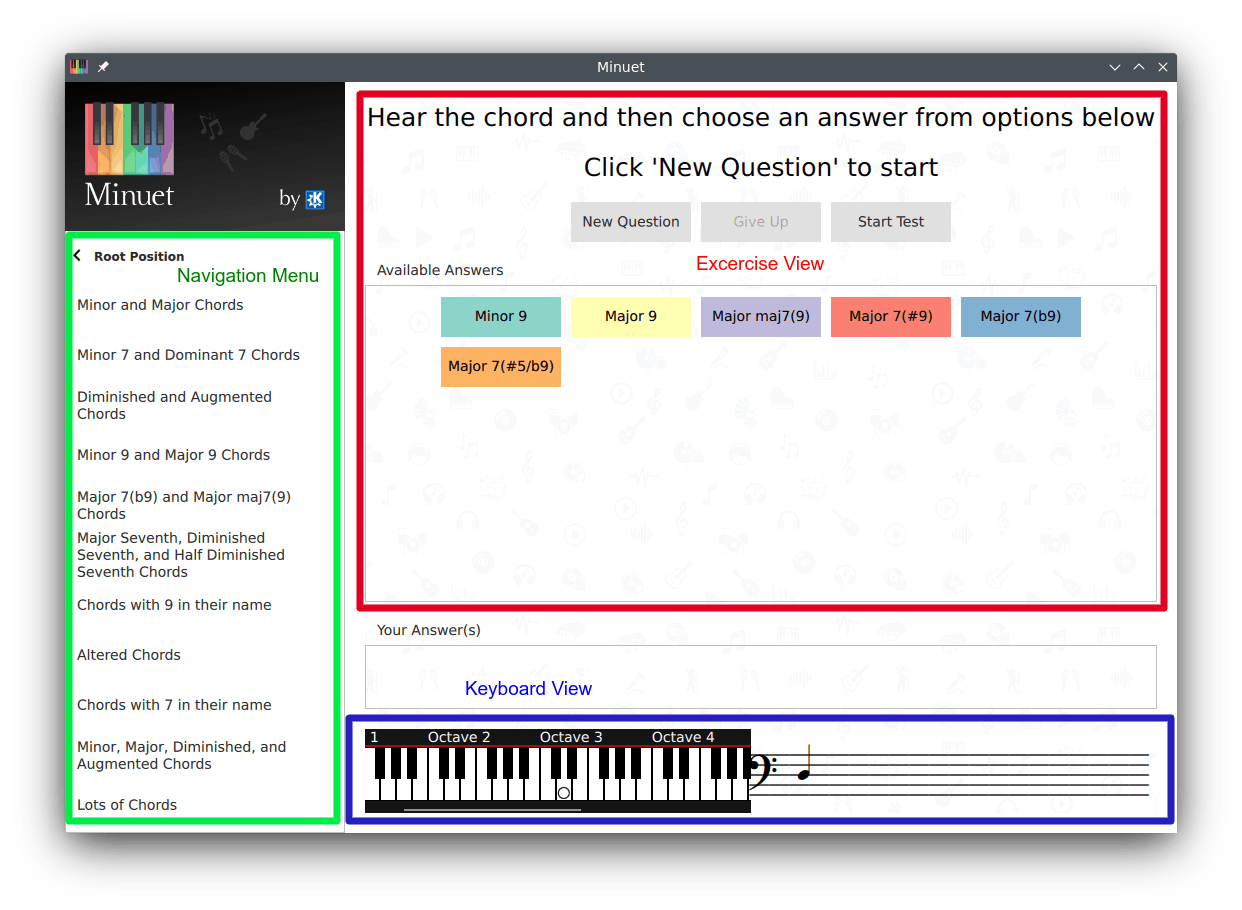 Minuet
Minuet
by
Root Position
Navigation Menu
Minor and Major Chords
Minor 7 and Dominant 7 Chords
Diminished and Augmented
Chords
Minor 9 and Major 9 Chords
Major 7(b9) and Major maj7(9)
Chords
Major Seventh, Diminished
Seventh, and Half Diminished
Seventh Chords
Chords with 9 in their name
Altered Chords
Chords with 7 in their name
Minor, Major, Diminished, and
Augmented Chords
Lots of Chords
Hear the chord and then choose an answer from options below
Click 'New Question' to start
New Question Give Up Start Test
Excercise View
Available Answers
Minor 9 Major 9 Major maj7(9) Major 7(#9) Major 7(b9)
Major 7(#5/b9)
Your Answer(s)
Keyboard View
1 Octave 2 Octave 3 Octave 4